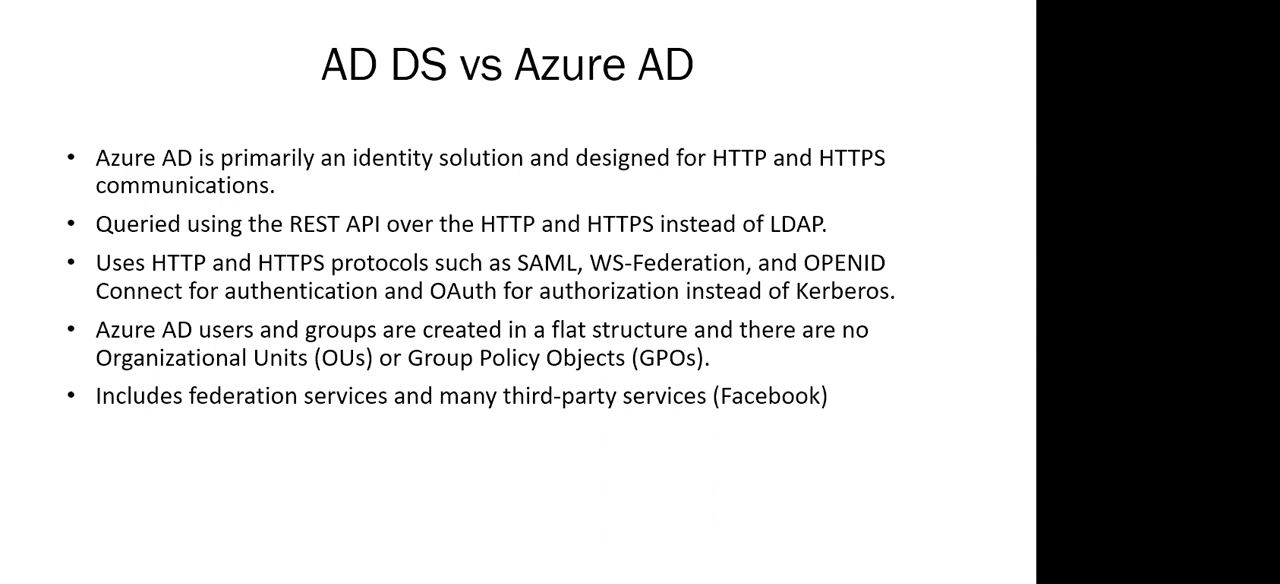 AD DS vs Azure AD
• Azure AD is primarily an identity solution and designed for HTTP and HTTPS
communications.
• Queried using the REST API over the HTTP and HTTPS instead of LDAP.
• Uses HTTP and HTTPS protocols such as SAML, WS-Federation, and OPENID
Connect for authentication and OAuth for authorization instead of Kerberos.
• Azure AD users and groups are created in a flat structure and there are no
Organizational Units (OUs) or Group Policy Objects (GPOs).
• Includes federation services and many third-party services (Facebook)